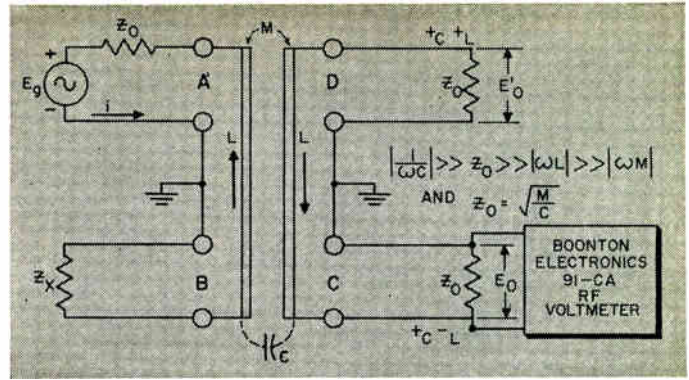 Z₀ M +C +L
+
Eg A D Z₀ E'₀
-
i L L
|1/ωC| >> Z₀ >> |ωL| >> |ωM|
AND Z₀ = √M/C
B C
Zx Z₀ E₀
BOONTON
ELECTRONICS
91-CA
RF
VOLTMETER
C +C -L